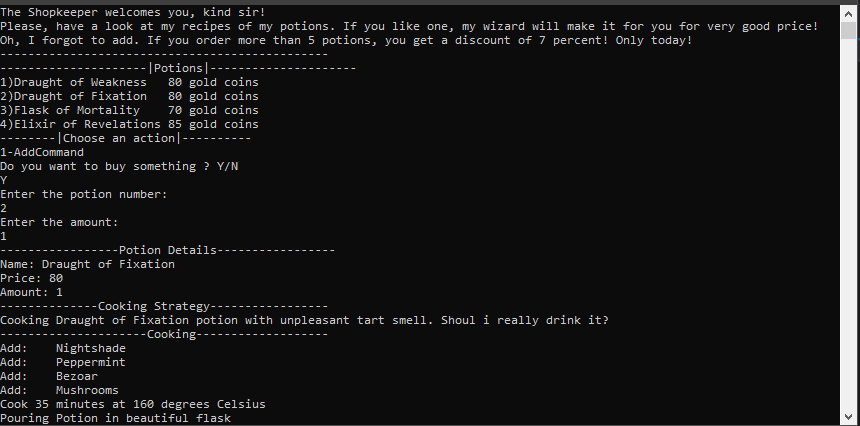 The Shopkeeper welcomes you, kind sir!
Please, have a look at my recipes of my potions. If you like one, my wizard will make it for you for very good price!
Oh, I forgot to add. If you order more than 5 potions, you get a discount of 7 percent! Only today!
-----------------------------------------------
---------------------|Potions|---------------------
1)Draught of Weakness   80 gold coins
2)Draught of Fixation   80 gold coins
3)Flask of Mortality    70 gold coins
4)Elixir of Revelations 85 gold coins
--------|Choose an action|----------
1-AddCommand
Do you want to buy something ? Y/N
Y
Enter the potion number:
2
Enter the amount:
1
-----------------Potion Details-----------------
Name: Draught of Fixation
Price: 80
Amount: 1
--------------Cooking Strategy-----------------
Cooking Draught of Fixation potion with unpleasant tart smell. Shoul i really drink it?
---------------------Cooking-------------------
Add:    Nightshade
Add:    Peppermint
Add:    Bezoar
Add:    Mushrooms
Cook 35 minutes at 160 degrees Celsius
Pouring Potion in beautiful flask